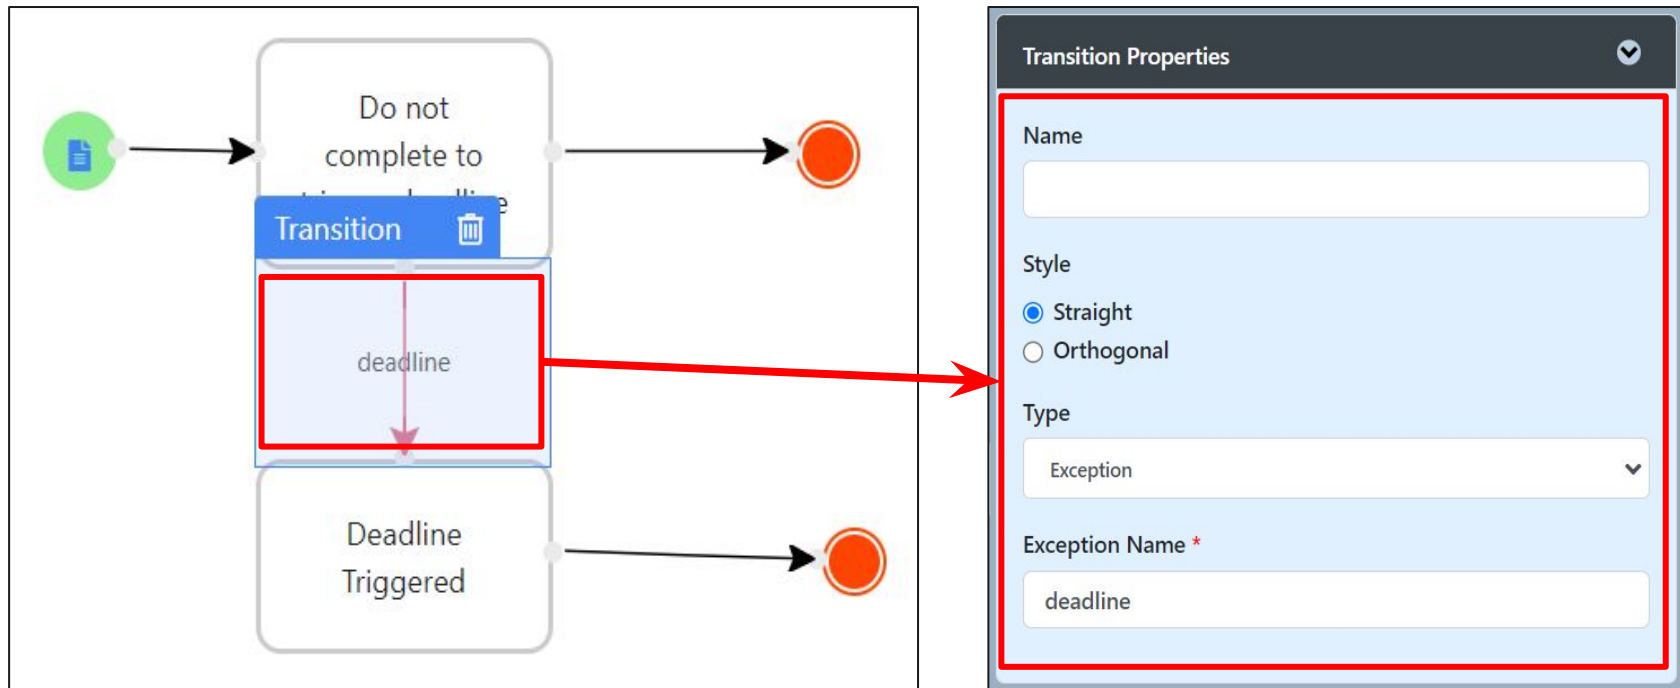 Do not
complete to
Transition
deadline
Deadline
Triggered
Transition Properties
Name
Style
Straight
Orthogonal
Type
Exception
Exception Name *
deadline